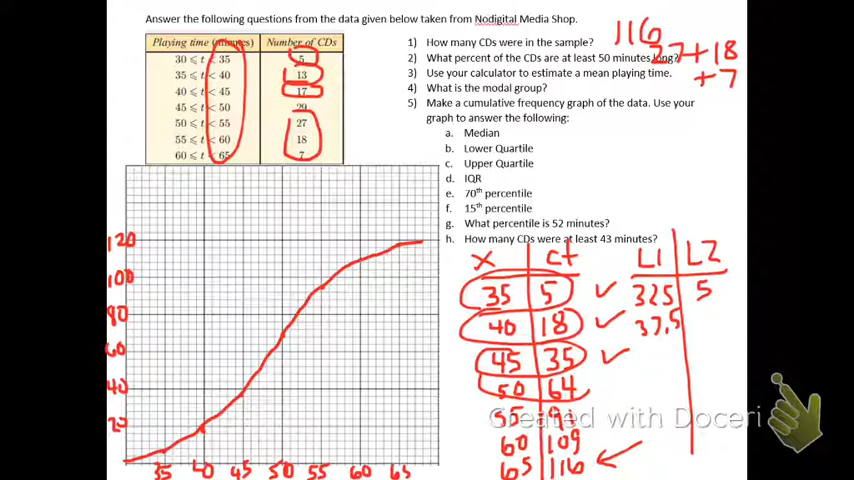 Answer the following questions from the data given below taken from Nodigital Media Shop.
Playing time (minutes) Number of CDs
30 ≤ t < 35 5
35 ≤ t < 40 13
40 ≤ t < 45 17
45 ≤ t < 50 29
50 ≤ t < 55 27
55 ≤ t < 60 18
60 ≤ t < 65 7
1) How many CDs were in the sample?
2) What percent of the CDs are at least 50 minutes long?
3) Use your calculator to estimate a mean playing time.
4) What is the modal group?
5) Make a cumulative frequency graph of the data. Use your
graph to answer the following:
a. Median
b. Lower Quartile
c. Upper Quartile
d. IQR
e. 70th percentile
f. 15th percentile
g. What percentile is 52 minutes?
h. How many CDs were at least 43 minutes?
116
27+18
+7
120
100
80
60
40
20
35 40 45 50 55 60 65
x cf
35 5
40 18
45 35
50 64
55
60 109
65 116
L1 L2
32.5 5
37.5
Created with Doceri